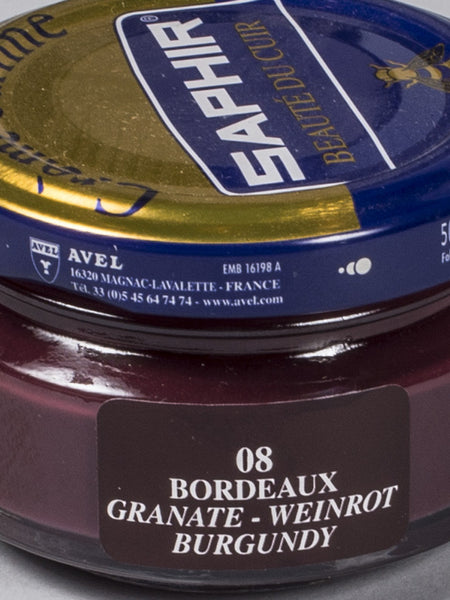 Crème
SAPHIR®
BEAUTÉ DU CUIR
AVEL
AVEL
16320 MAGNAC-LAVALETTE - FRANCE
Tél. 33 (0)5 45 64 74 74 - www.avel.com
EMB 16198 A
08
BORDEAUX
GRANATE - WEINROT
BURGUNDY